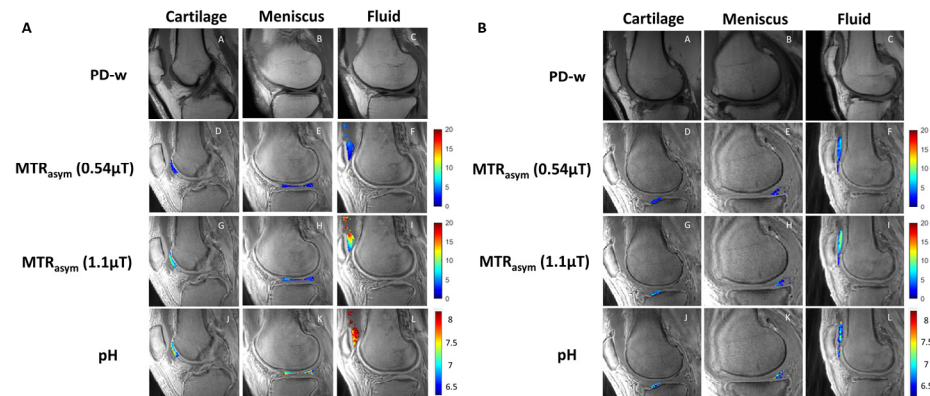 A
Cartilage Meniscus Fluid
PD-w
A B C
MTRasym (0.54μT)
D E F
20
15
10
5
0
MTRasym (1.1μT)
G H I
20
15
10
5
0
pH
J K L
8
7.5
7
6.5
B
Cartilage Meniscus Fluid
PD-w
A B C
MTRasym (0.54μT)
D E F
20
15
10
5
0
MTRasym (1.1μT)
G H I
20
15
10
5
0
pH
J K L
8
7.5
7
6.5